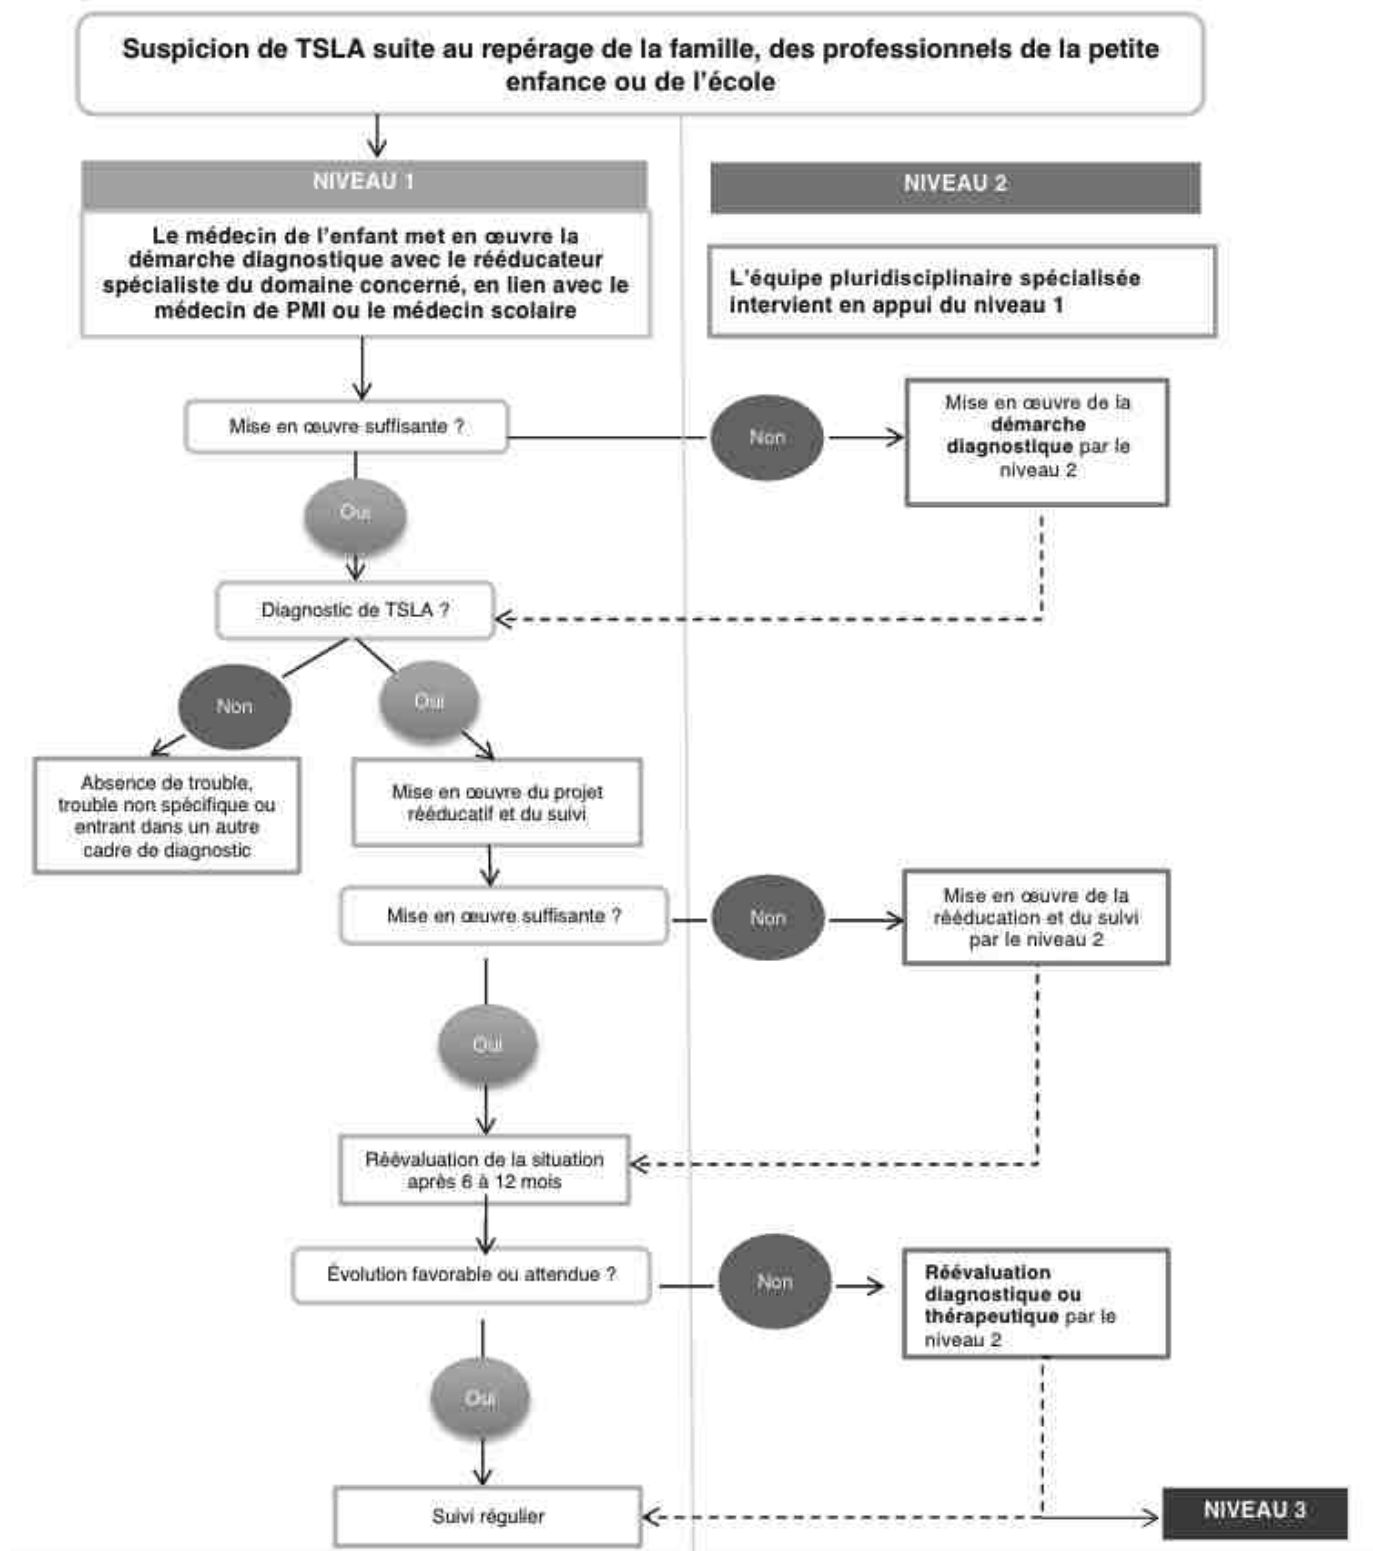 Suspicion de TSLA suite au repérage de la famille, des professionnels de la petite
enfance ou de l'école
NIVEAU 1
Le médecin de l'enfant met en œuvre la
démarche diagnostique avec le rééducateur
spécialiste du domaine concerné, en lien avec le
médecin de PMI ou le médecin scolaire
NIVEAU 2
L'équipe pluridisciplinaire spécialisée
intervient en appui du niveau 1
Mise en œuvre suffisante ?
Non
Mise en œuvre de la
démarche
diagnostique par le
niveau 2
Oui
Diagnostic de TSLA ?
Non
Oui
Absence de trouble,
trouble non spécifique ou
entrant dans un autre
cadre de diagnostic
Mise en œuvre du projet
rééducatif et du suivi
Mise en œuvre suffisante ?
Non
Mise en œuvre de la
rééducation et du suivi
par le niveau 2
Oui
Réévaluation de la situation
après 6 à 12 mois
Évolution favorable ou attendue ?
Non
Réévaluation
diagnostique ou
thérapeutique par le
niveau 2
Oui
Suivi régulier
NIVEAU 3